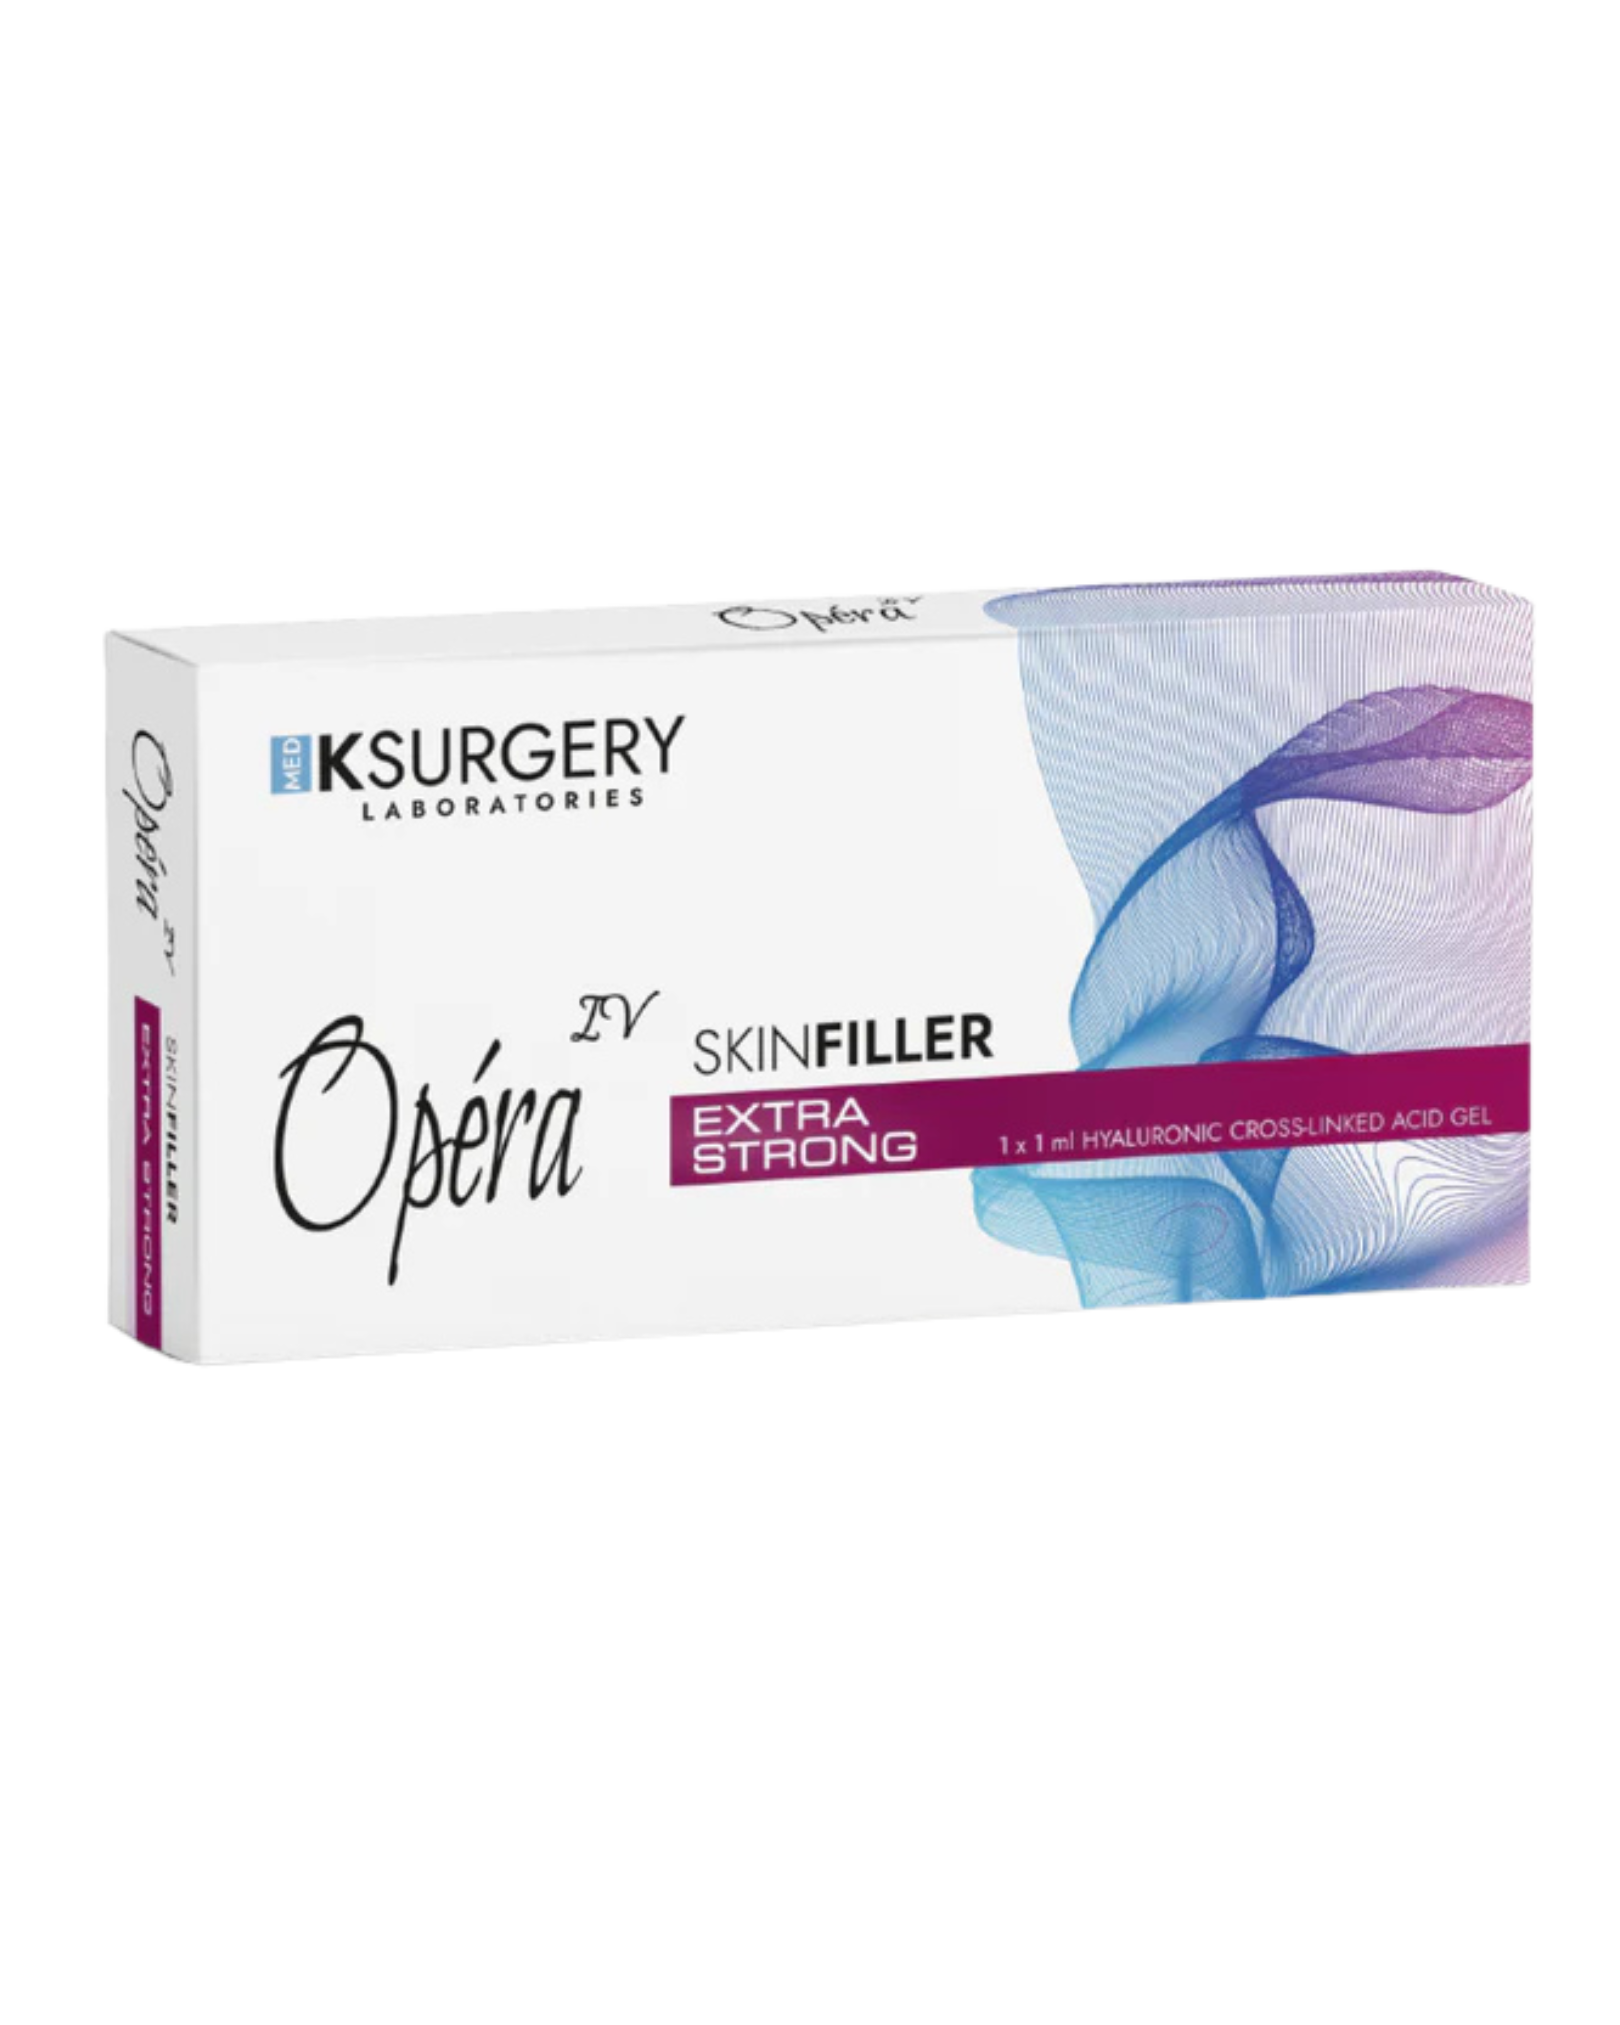 Opéra IV
MED
KSURGERY
LABORATORIES
Opéra IV
SKINFILLER
EXTRA
STRONG
1 x 1 ml HYALURONIC CROSS-LINKED ACID GEL
Opéra IV
SKINFILLER
EXTRA STRONG